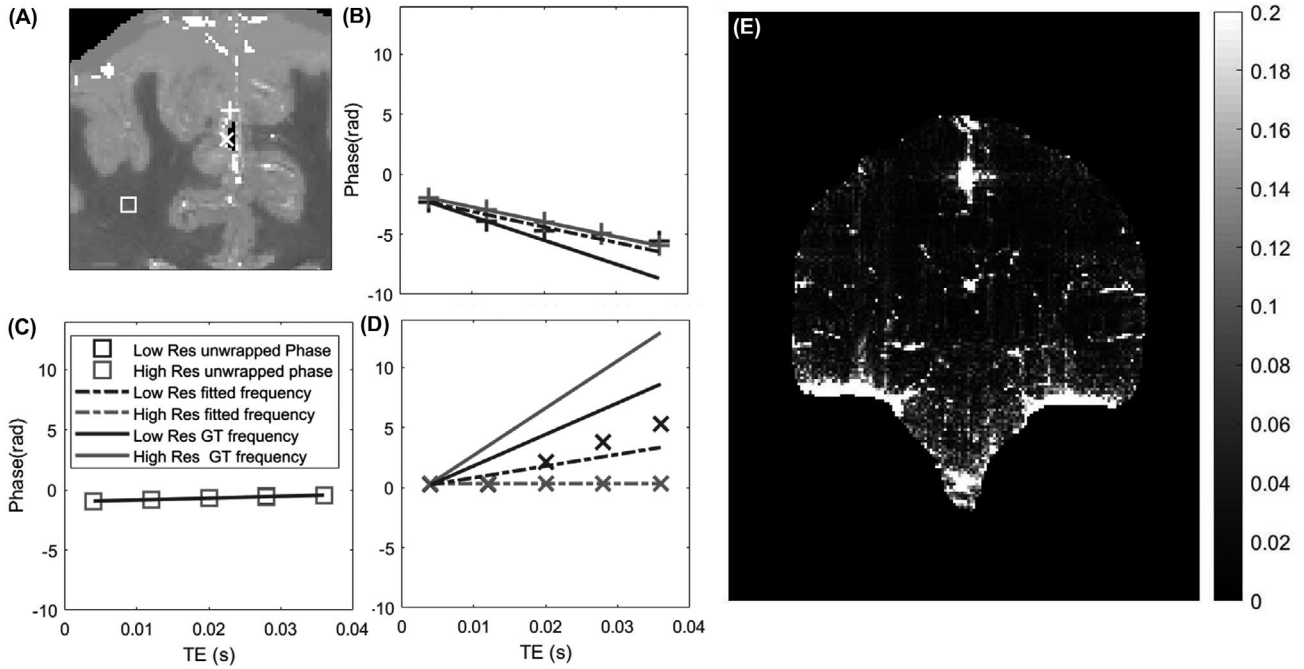 (A)
(B)
10
5
0
-5
-10
Phase(rad)
(C)
Low Res unwrapped Phase
High Res unwrapped phase
Low Res fitted frequency
High Res fitted frequency
Low Res GT frequency
High Res  GT frequency
10
5
0
-5
-10
Phase(rad)
0 0.01 0.02 0.03 0.04
TE (s)
(D)
10
5
0
-5
-10
0 0.01 0.02 0.03 0.04
TE (s)
(E)
0.2
0.18
0.16
0.14
0.12
0.1
0.08
0.06
0.04
0.02
0